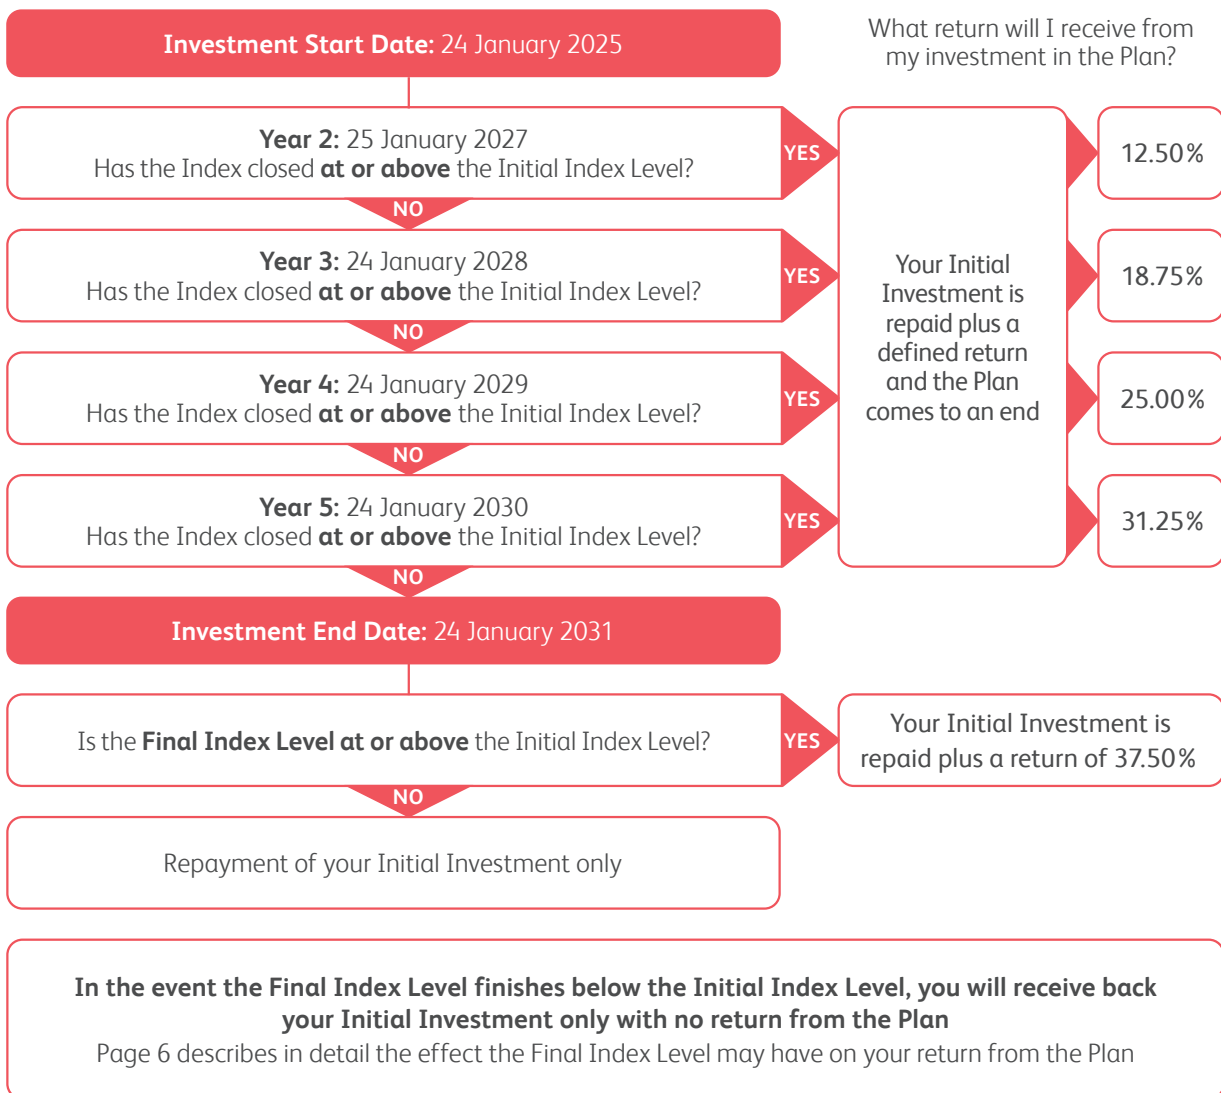 Investment Start Date: 24 January 2025
What return will I receive from
my investment in the Plan?
Year 2: 25 January 2027
Has the Index closed at or above the Initial Index Level?
YES
12.50%
NO
Year 3: 24 January 2028
Has the Index closed at or above the Initial Index Level?
YES
18.75%
NO
Year 4: 24 January 2029
Has the Index closed at or above the Initial Index Level?
YES
25.00%
NO
Year 5: 24 January 2030
Has the Index closed at or above the Initial Index Level?
YES
31.25%
NO
Your Initial
Investment is
repaid plus a
defined return
and the Plan
comes to an end
Investment End Date: 24 January 2031
Is the Final Index Level at or above the Initial Index Level?
YES
Your Initial Investment is
repaid plus a return of 37.50%
NO
Repayment of your Initial Investment only
In the event the Final Index Level finishes below the Initial Index Level, you will receive back
your Initial Investment only with no return from the Plan
Page 6 describes in detail the effect the Final Index Level may have on your return from the Plan